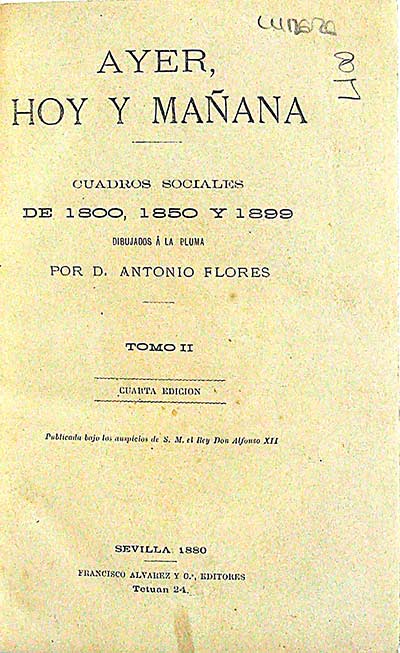 AYER,
HOY Y MAÑANA
CUADROS SOCIALES
DE 1800, 1850 Y 1899
DIBUJADOS Á LA PLUMA
POR D. ANTONIO FLORES
TOMO II
CUARTA EDICION
Publicada bajo los auspicios de S. M. el Rey Don Alfonso XII
SEVILLA: 1880
FRANCISCO ALVAREZ Y C.ª, EDITORES
Tetuan 24.